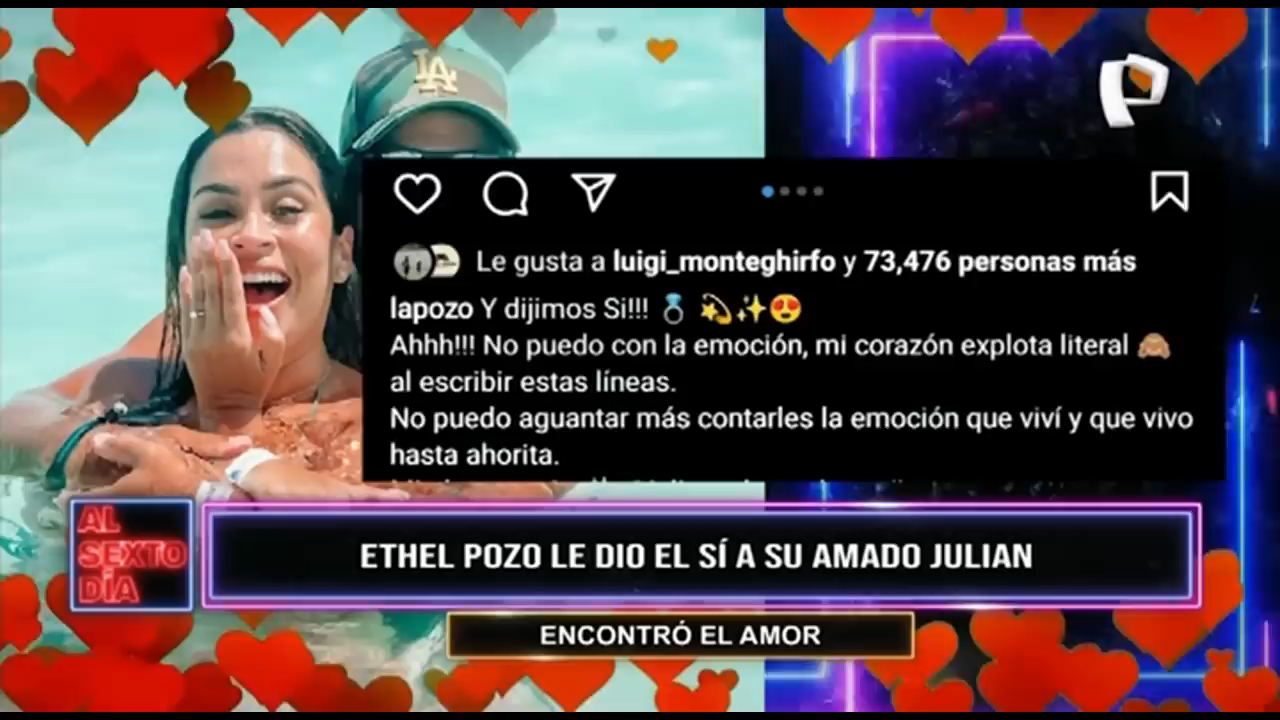 LA
P
Le gusta a luigi_monteghirfo y 73,476 personas más
lapozo Y dijimos Si!!! 💍 💫✨😍
Ahhh!!! No puedo con la emoción, mi corazón explota literal 🙈
al escribir estas líneas.
No puedo aguantar más contarles la emoción que viví y que vivo
hasta ahorita.
AL
SEXTO
DÍA
ETHEL POZO LE DIO EL SÍ A SU AMADO JULIAN
ENCONTRÓ EL AMOR